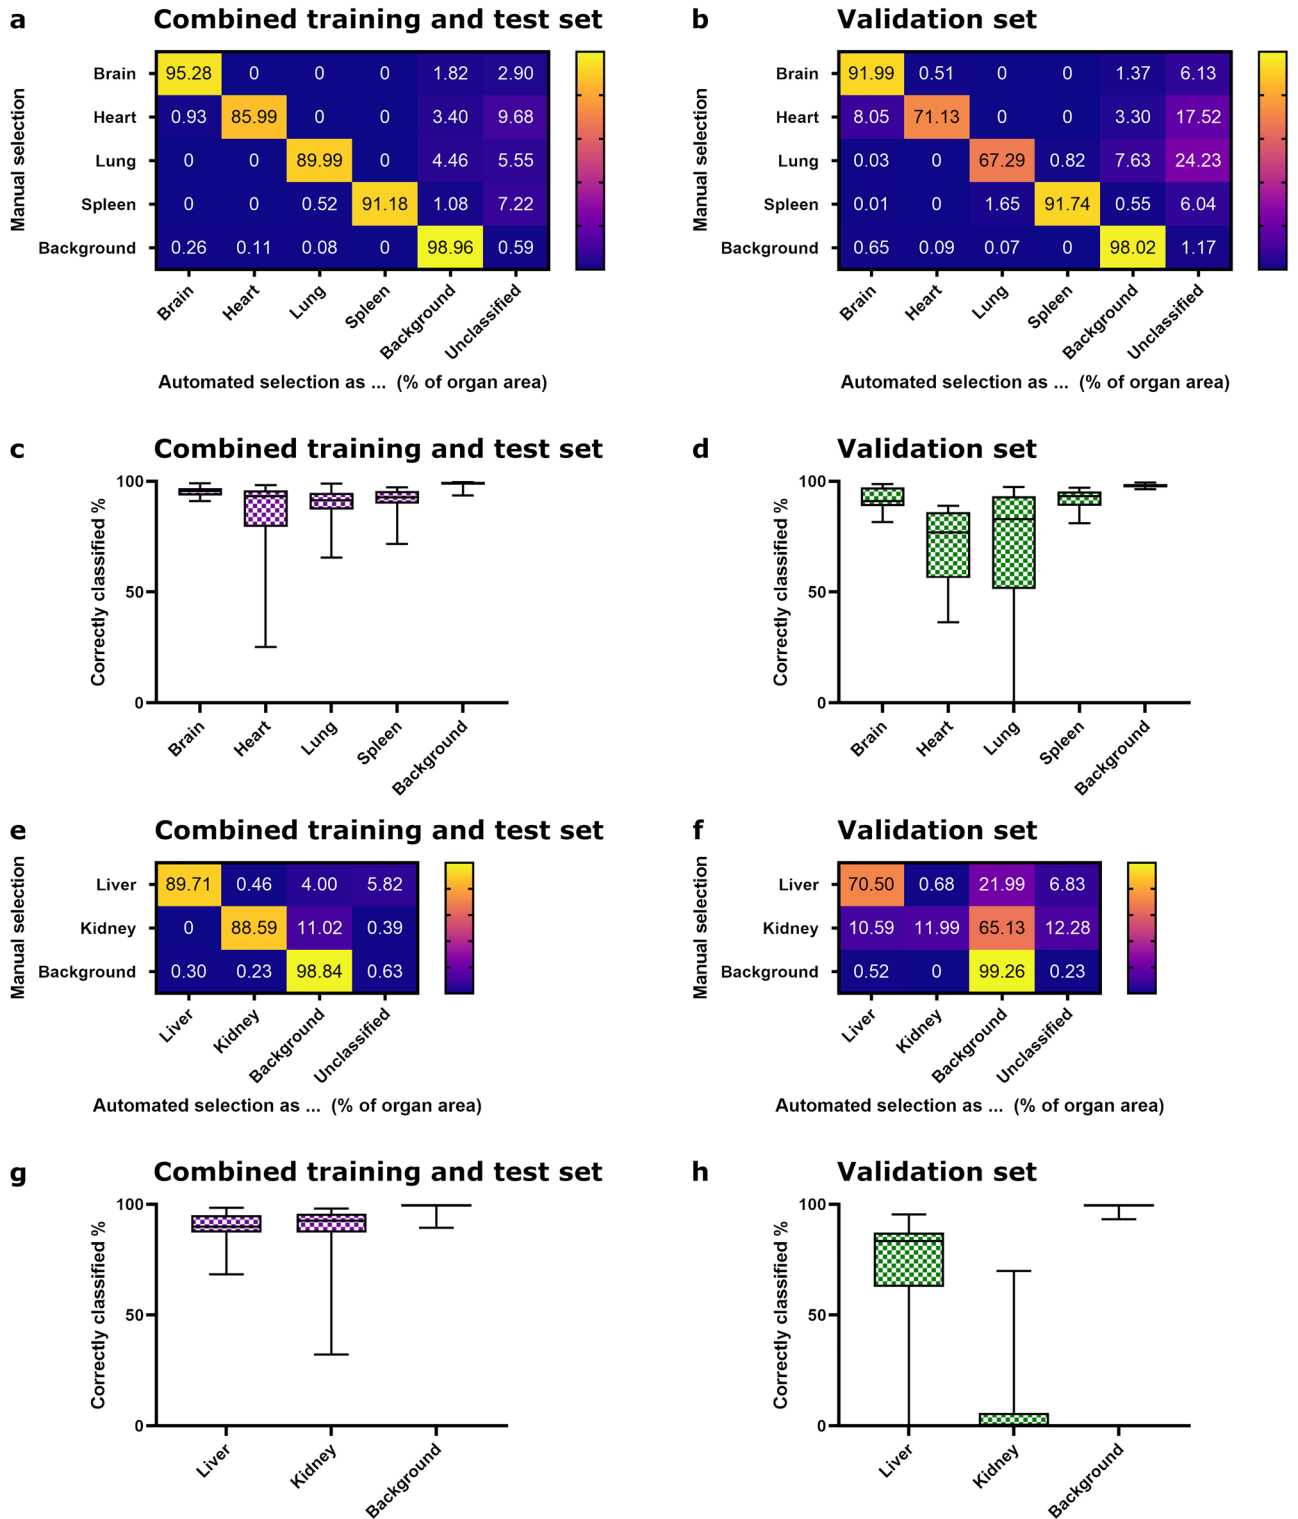 a Combined training and test set
Manual selection
Brain 95.28 0 0 0 1.82 2.90
Heart 0.93 85.99 0 0 3.40 9.68
Lung 0 0 89.99 0 4.46 5.55
Spleen 0 0 0.52 91.18 1.08 7.22
Background 0.26 0.11 0.08 0 98.96 0.59
Brain Heart Lung Spleen Background Unclassified
Automated selection as ... (% of organ area)
b Validation set
Manual selection
Brain 91.99 0.51 0 0 1.37 6.13
Heart 8.05 71.13 0 0 3.30 17.52
Lung 0.03 0 67.29 0.82 7.63 24.23
Spleen 0.01 0 1.65 91.74 0.55 6.04
Background 0.65 0.09 0.07 0 98.02 1.17
Brain Heart Lung Spleen Background Unclassified
Automated selection as ... (% of organ area)
c Combined training and test set
Correctly classified %
100
50
0
Brain Heart Lung Spleen Background
d Validation set
Correctly classified %
100
50
0
Brain Heart Lung Spleen Background
e Combined training and test set
Manual selection
Liver 89.71 0.46 4.00 5.82
Kidney 0 88.59 11.02 0.39
Background 0.30 0.23 98.84 0.63
Liver Kidney Background Unclassified
Automated selection as ... (% of organ area)
f Validation set
Manual selection
Liver 70.50 0.68 21.99 6.83
Kidney 10.59 11.99 65.13 12.28
Background 0.52 0 99.26 0.23
Liver Kidney Background Unclassified
Automated selection as ... (% of organ area)
g Combined training and test set
Correctly classified %
100
50
0
Liver Kidney Background
h Validation set
Correctly classified %
100
50
0
Liver Kidney Background